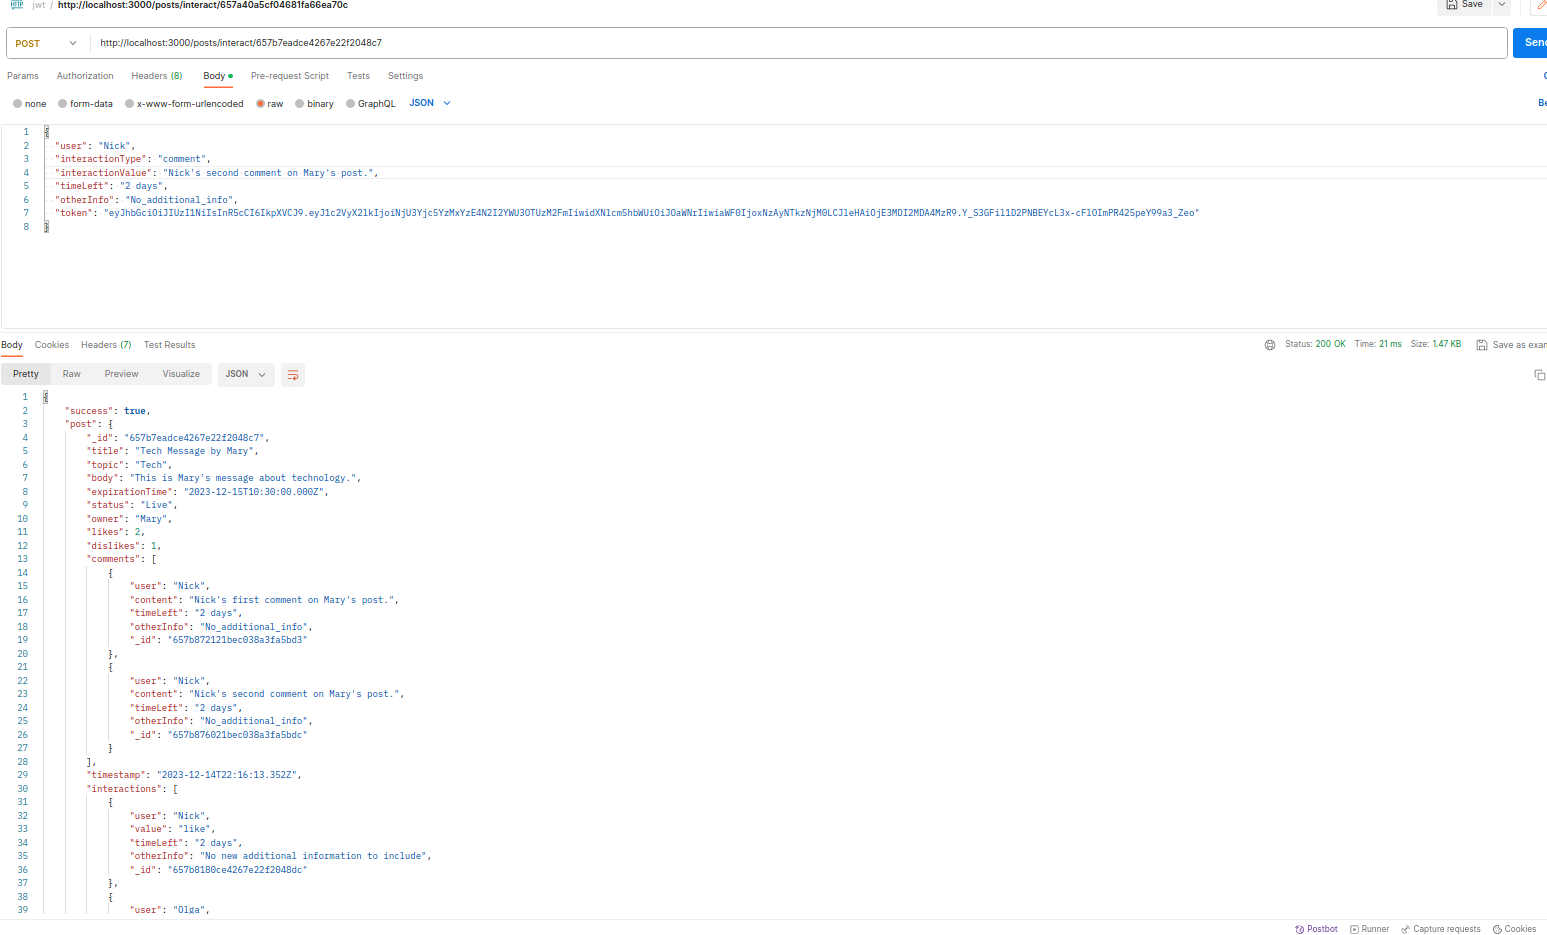 HTTP jwt / http://localhost:3000/posts/interact/657a40a5cf04681fa66ea70c Save
POST http://localhost:3000/posts/interact/657b7eadce4267e22f2048c7 Send
Params Authorization Headers (8) Body Pre-request Script Tests Settings
none form-data x-www-form-urlencoded raw binary GraphQL JSON Be
1 {
2 "user": "Nick",
3 "interactionType": "comment",
4 "interactionValue": "Nick's second comment on Mary's post.",
5 "timeLeft": "2 days",
6 "otherInfo": "No_additional_info",
7 "token":
8 }
Body Cookies Headers (7) Test Results Status: 200 OK Time: 21 ms Size: 1.47 KB Save as exam
Pretty Raw Preview Visualize JSON
1 {
2 "success": true,
3 "post": {
4 "_id": "657b7eadce4267e22f2048c7",
5 "title": "Tech Message by Mary",
6 "topic": "Tech",
7 "body": "This is Mary's message about technology.",
8 "expirationTime": "2023-12-15T10:30:00.000Z",
9 "status": "Live",
10 "owner": "Mary",
11 "likes": 2,
12 "dislikes": 1,
13 "comments": [
14 {
15 "user": "Nick",
16 "content": "Nick's first comment on Mary's post.",
17 "timeLeft": "2 days",
18 "otherInfo": "No_additional_info",
19 "_id": "657b872121bec038a3fa5bd3"
20 },
21 {
22 "user": "Nick",
23 "content": "Nick's second comment on Mary's post.",
24 "timeLeft": "2 days",
25 "otherInfo": "No_additional_info",
26 "_id": "657b876021bec038a3fa5bdc"
27 }
28 ],
29 "timestamp": "2023-12-14T22:16:13.352Z",
30 "interactions": [
31 {
32 "user": "Nick",
33 "value": "like",
34 "timeLeft": "2 days",
35 "otherInfo": "No new additional information to include",
36 "_id": "657b8180ce4267e22f2048dc"
37 },
38 {
39 "user": "Olga",
Postbot Runner Capture requests Cookies